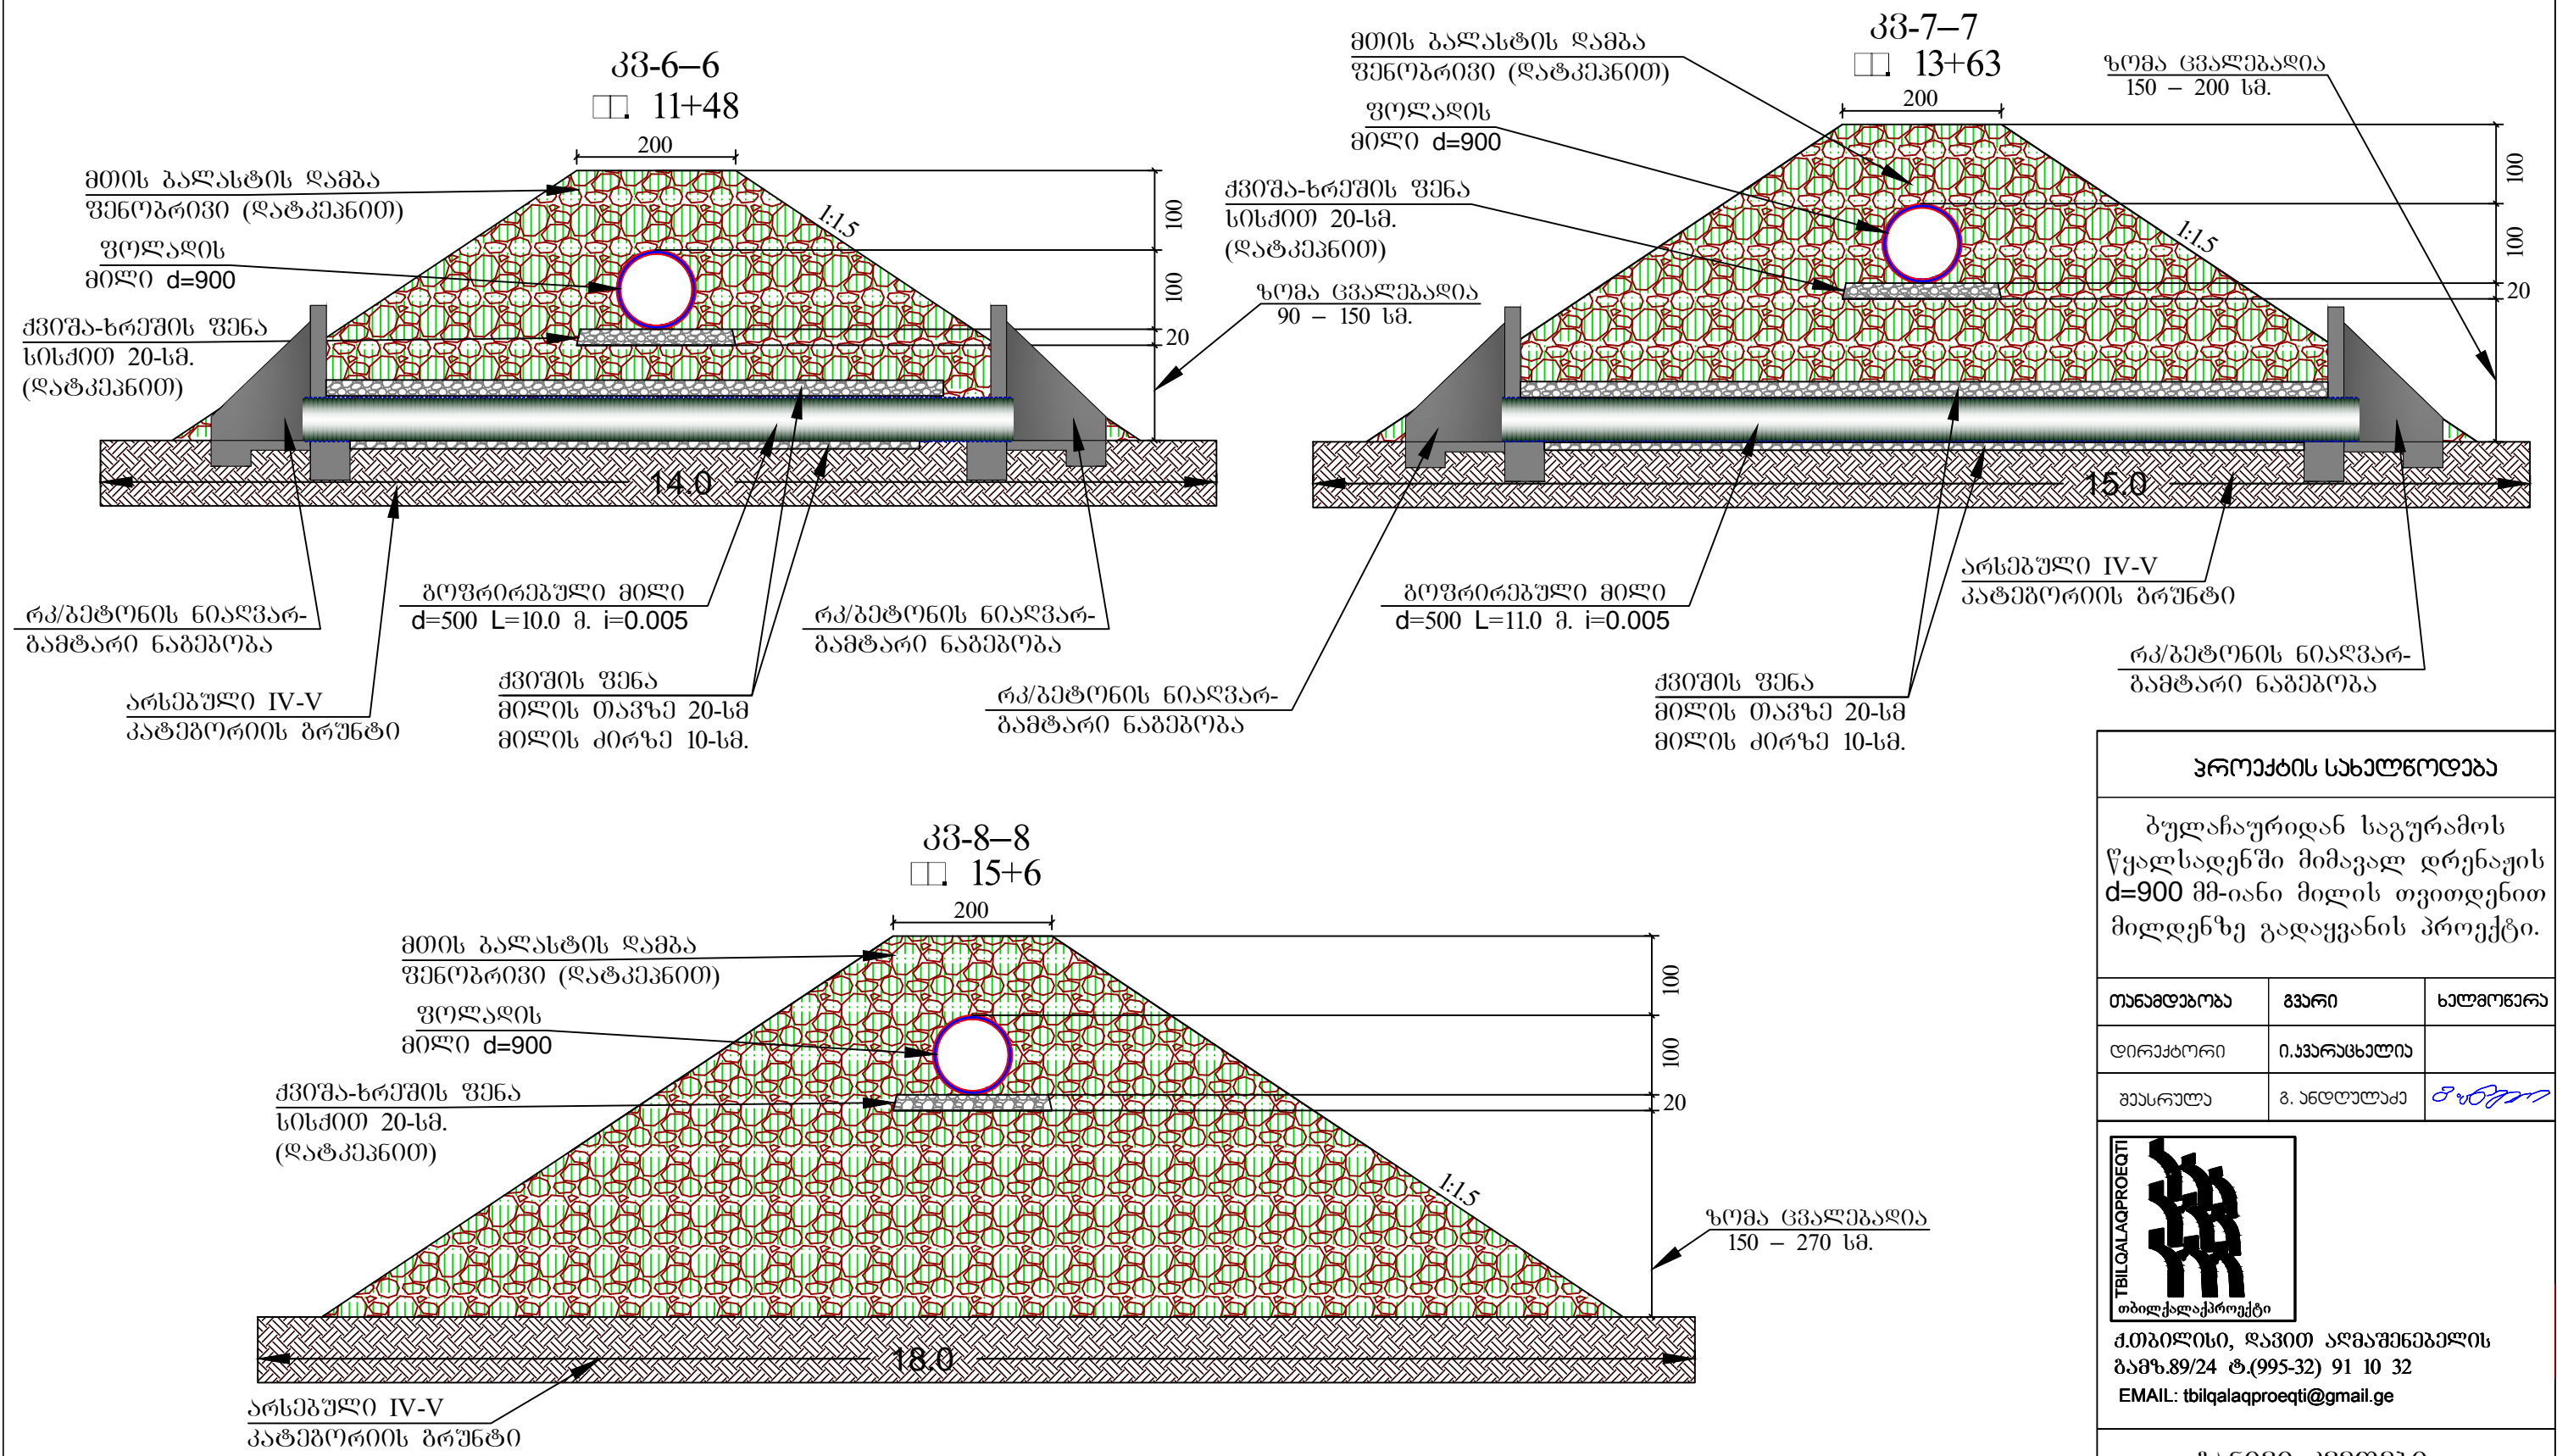 კვ-6–6
11+48
200
მთის ბალასტის დამბა
ფენობრივი (დატკეპნით)
ფოლადის
მილი d=900
ქვიშა-ხრეშის ფენა
სისქით 20-სმ.
(დატკეპნით)
1:1.5
100
100
20
ზომა ცვალებადია
90 – 150 სმ.
14.0
რკ/ბეტონის ნიაღვარ-
გამტარი ნაგებობა
არსებული IV-V
კატეგორიის გრუნტი
გოფრირებული მილი
d=500 L=10.0 მ. i=0.005
ქვიშის ფენა
მილის თავზე 20-სმ
მილის ძირზე 10-სმ.
რკ/ბეტონის ნიაღვარ-
გამტარი ნაგებობა
კვ-7–7
13+63
200
მთის ბალასტის დამბა
ფენობრივი (დატკეპნით)
ფოლადის
მილი d=900
ქვიშა-ხრეშის ფენა
სისქით 20-სმ.
(დატკეპნით)
ზომა ცვალებადია
150 – 200 სმ.
1:1.5
100
100
20
15.0
რკ/ბეტონის ნიაღვარ-
გამტარი ნაგებობა
გოფრირებული მილი
d=500 L=11.0 მ. i=0.005
ქვიშის ფენა
მილის თავზე 20-სმ
მილის ძირზე 10-სმ.
არსებული IV-V
კატეგორიის გრუნტი
რკ/ბეტონის ნიაღვარ-
გამტარი ნაგებობა
კვ-8–8
15+6
200
მთის ბალასტის დამბა
ფენობრივი (დატკეპნით)
ფოლადის
მილი d=900
ქვიშა-ხრეშის ფენა
სისქით 20-სმ.
(დატკეპნით)
1:1.5
100
100
20
ზომა ცვალებადია
150 – 270 სმ.
18.0
არსებული IV-V
კატეგორიის გრუნტი
პროექტის სახელწოდება
ბულაჩაურიდან საგურამოს
წყალსადენში მიმავალ დრენაჟის
d=900 მმ-იანი მილის თვითდენით
მილდენზე გადაყვანის პროექტი.
თანამდებობა გვარი ხელმოწერა
დირექტორი ი.კვარაცხელია
შეასრულა გ. ანდღულაძე
TBILQALAQPROEQTI
თბილქალაქპროექტი
ქ.თბილისი, დავით აღმაშენებელის
გამზ.89/24 ტ.(995-32) 91 10 32
EMAIL: tbilqalaqproeqti@gmail.ge